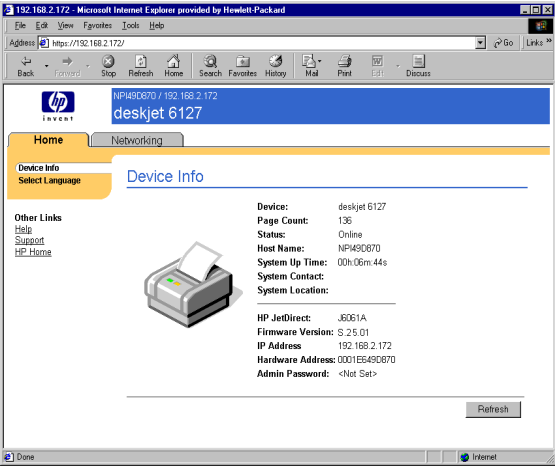 192.168.2.172 - Microsoft Internet Explorer provided by Hewlett-Packard
File Edit View Favorites Tools Help
Address https://192.168.2.172/ Go Links »
Back Forward Stop Refresh Home Search Favorites History Mail Print Edit Discuss
hp
invent
NPI49D870 / 192.168.2.172
deskjet 6127
Home Networking
Device Info
Select Language
Other Links
Help
Support
HP Home
Device Info
Device: deskjet 6127
Page Count: 136
Status: Online
Host Name: NPI49D870
System Up Time: 00h:06m:44s
System Contact:
System Location:
HP JetDirect: J6061A
Firmware Version: S.25.01
IP Address 192.168.2.172
Hardware Address: 0001E649D870
Admin Password: <Not Set>
Refresh
Done Internet